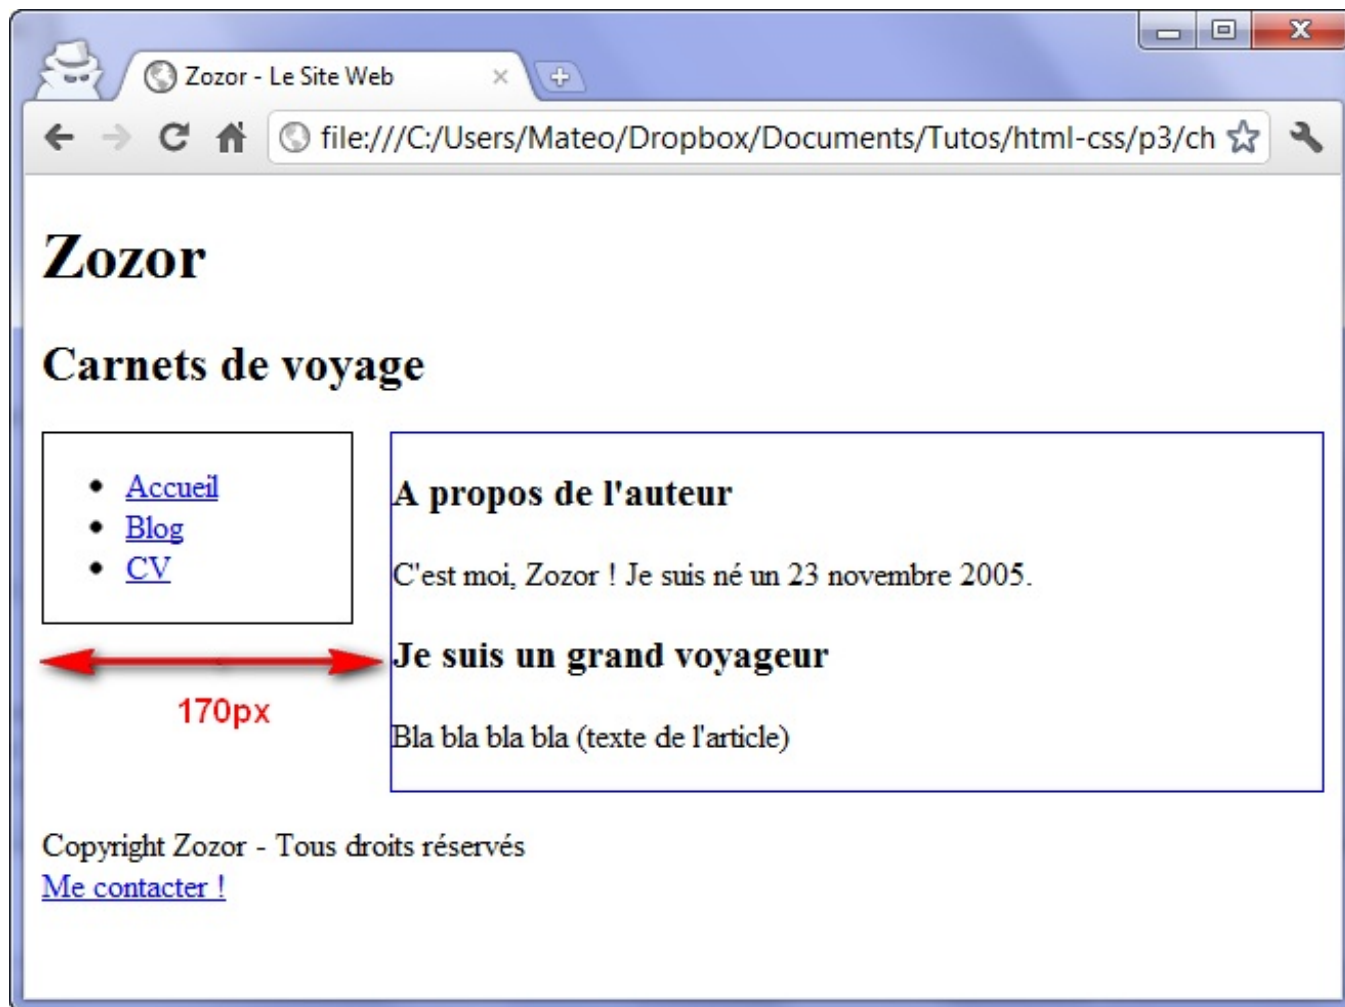 Zozor - Le Site Web
file:///C:/Users/Mateo/Dropbox/Documents/Tutos/html-css/p3/ch
Zozor
Carnets de voyage
Accueil
Blog
CV
170px
A propos de l'auteur
C'est moi, Zozor ! Je suis né un 23 novembre 2005.
Je suis un grand voyageur
Bla bla bla bla (texte de l'article)
Copyright Zozor - Tous droits réservés
Me contacter !